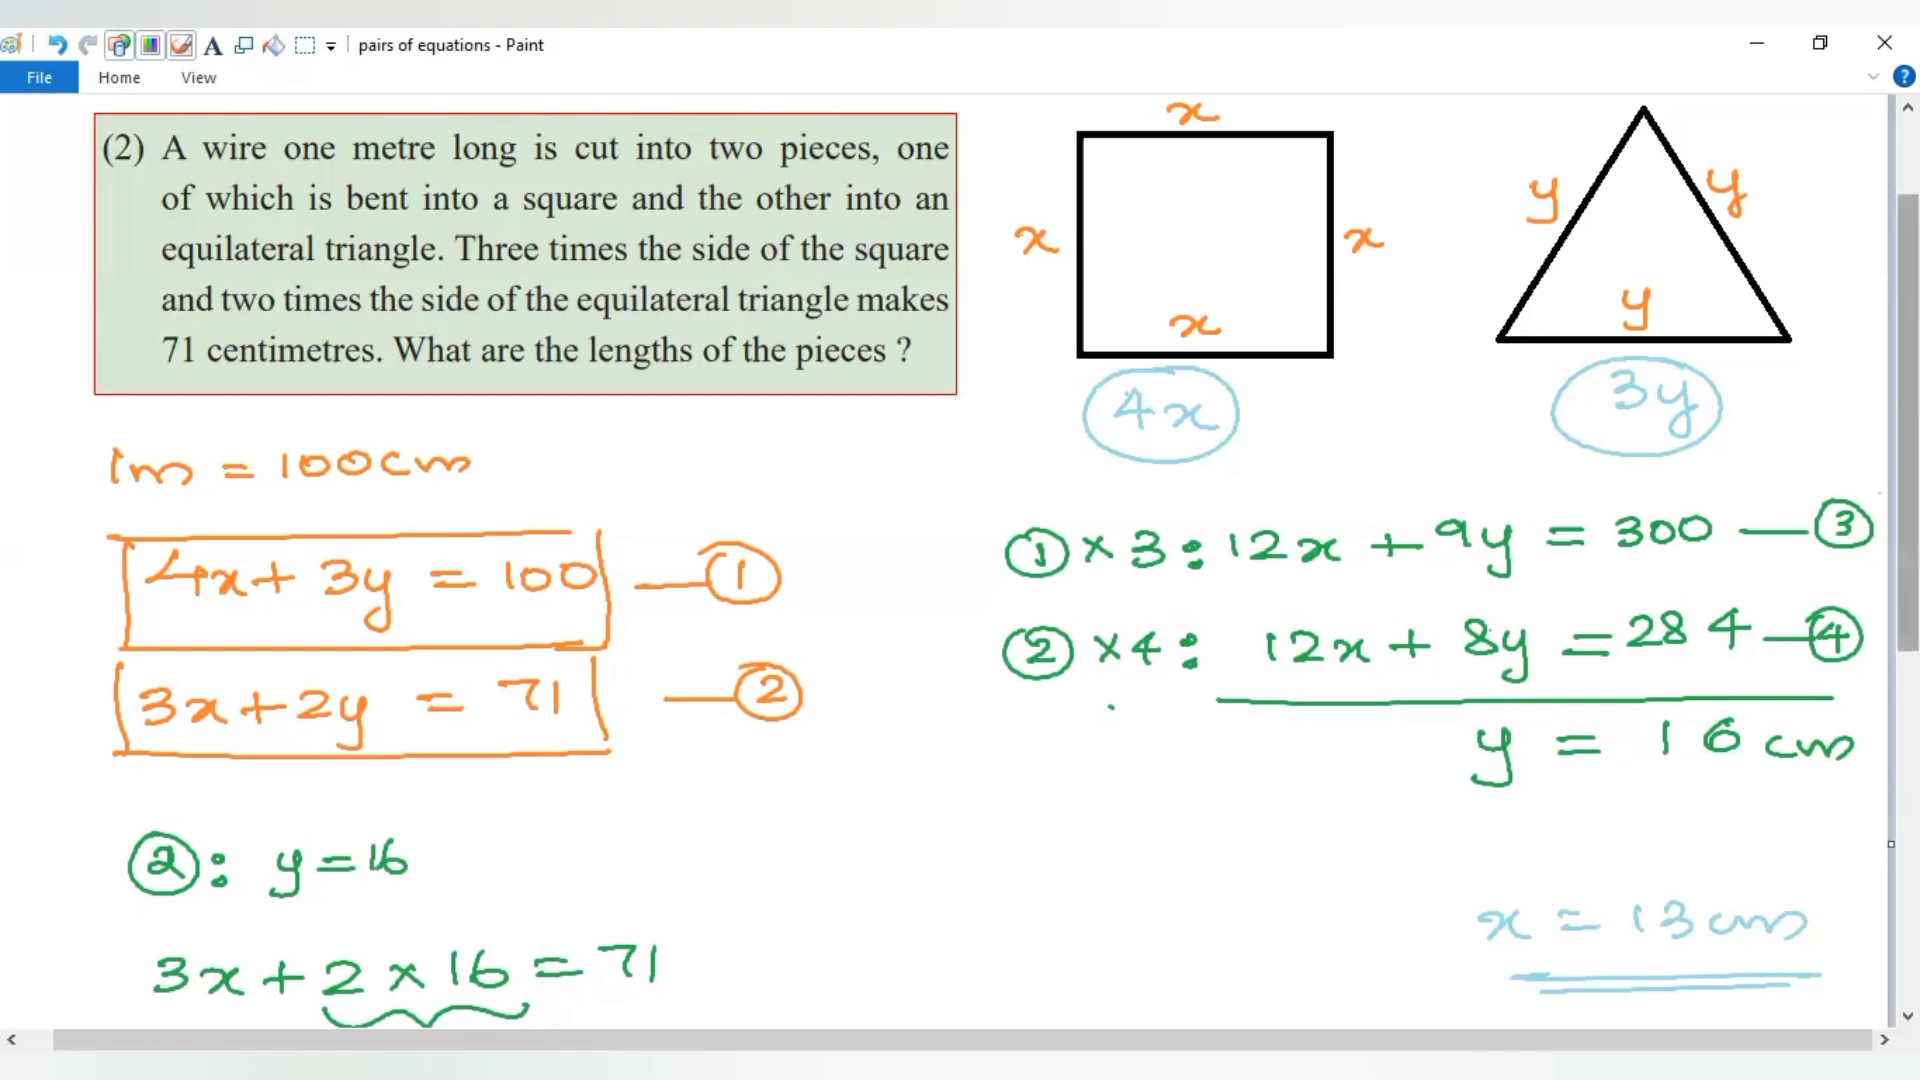 pairs of equations - Paint
File Home View
(2) A wire one metre long is cut into two pieces, one
of which is bent into a square and the other into an
equilateral triangle. Three times the side of the square
and two times the side of the equilateral triangle makes
71 centimetres. What are the lengths of the pieces ?
x
x
x
x
4x
y
y
y
3y
1m = 100cm
4x + 3y = 100 — 1
3x + 2y = 71 — 2
1 × 3 : 12x + 9y = 300 — 3
2 × 4 : 12x + 8y = 284 — 4
y = 16 cm
2 : y = 16
3x + 2 × 16 = 71
x = 13 cm